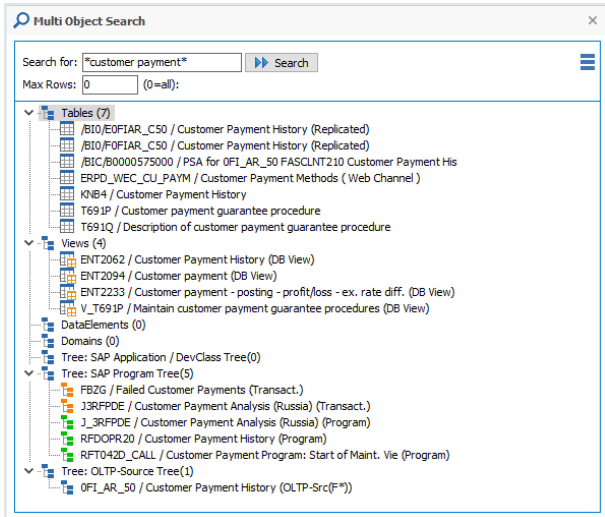 Multi Object Search
Search for: *customer payment* Search
Max Rows: 0 (0=all):
Tables (7)
/BI0/E0FIAR_C50 / Customer Payment History (Replicated)
/BI0/F0FIAR_C50 / Customer Payment History (Replicated)
/BIC/B0000575000 / PSA for 0FI_AR_50 FASCLNT210 Customer Payment His
ERPD_WEC_CU_PAYM / Customer Payment Methods ( Web Channel )
KNB4 / Customer Payment History
T691P / Customer payment guarantee procedure
T691Q / Description of customer payment guarantee procedure
Views (4)
ENT2062 / Customer Payment History (DB View)
ENT2094 / Customer payment (DB View)
ENT2233 / Customer payment - posting - profit/loss - ex. rate diff. (DB View)
V_T691P / Maintain customer payment guarantee procedures (DB View)
DataElements (0)
Domains (0)
Tree: SAP Application / DevClass Tree(0)
Tree: SAP Program Tree(5)
FBZG / Failed Customer Payments (Transact.)
J3RFPDE / Customer Payment Analysis (Russia) (Transact.)
J_3RFPDE / Customer Payment Analysis (Russia) (Program)
RFDOPR20 / Customer Payment History (Program)
RFT042D_CALL / Customer Payment Program: Start of Maint. Vie (Program)
Tree: OLTP-Source Tree(1)
0FI_AR_50 / Customer Payment History (OLTP-Src(F*))